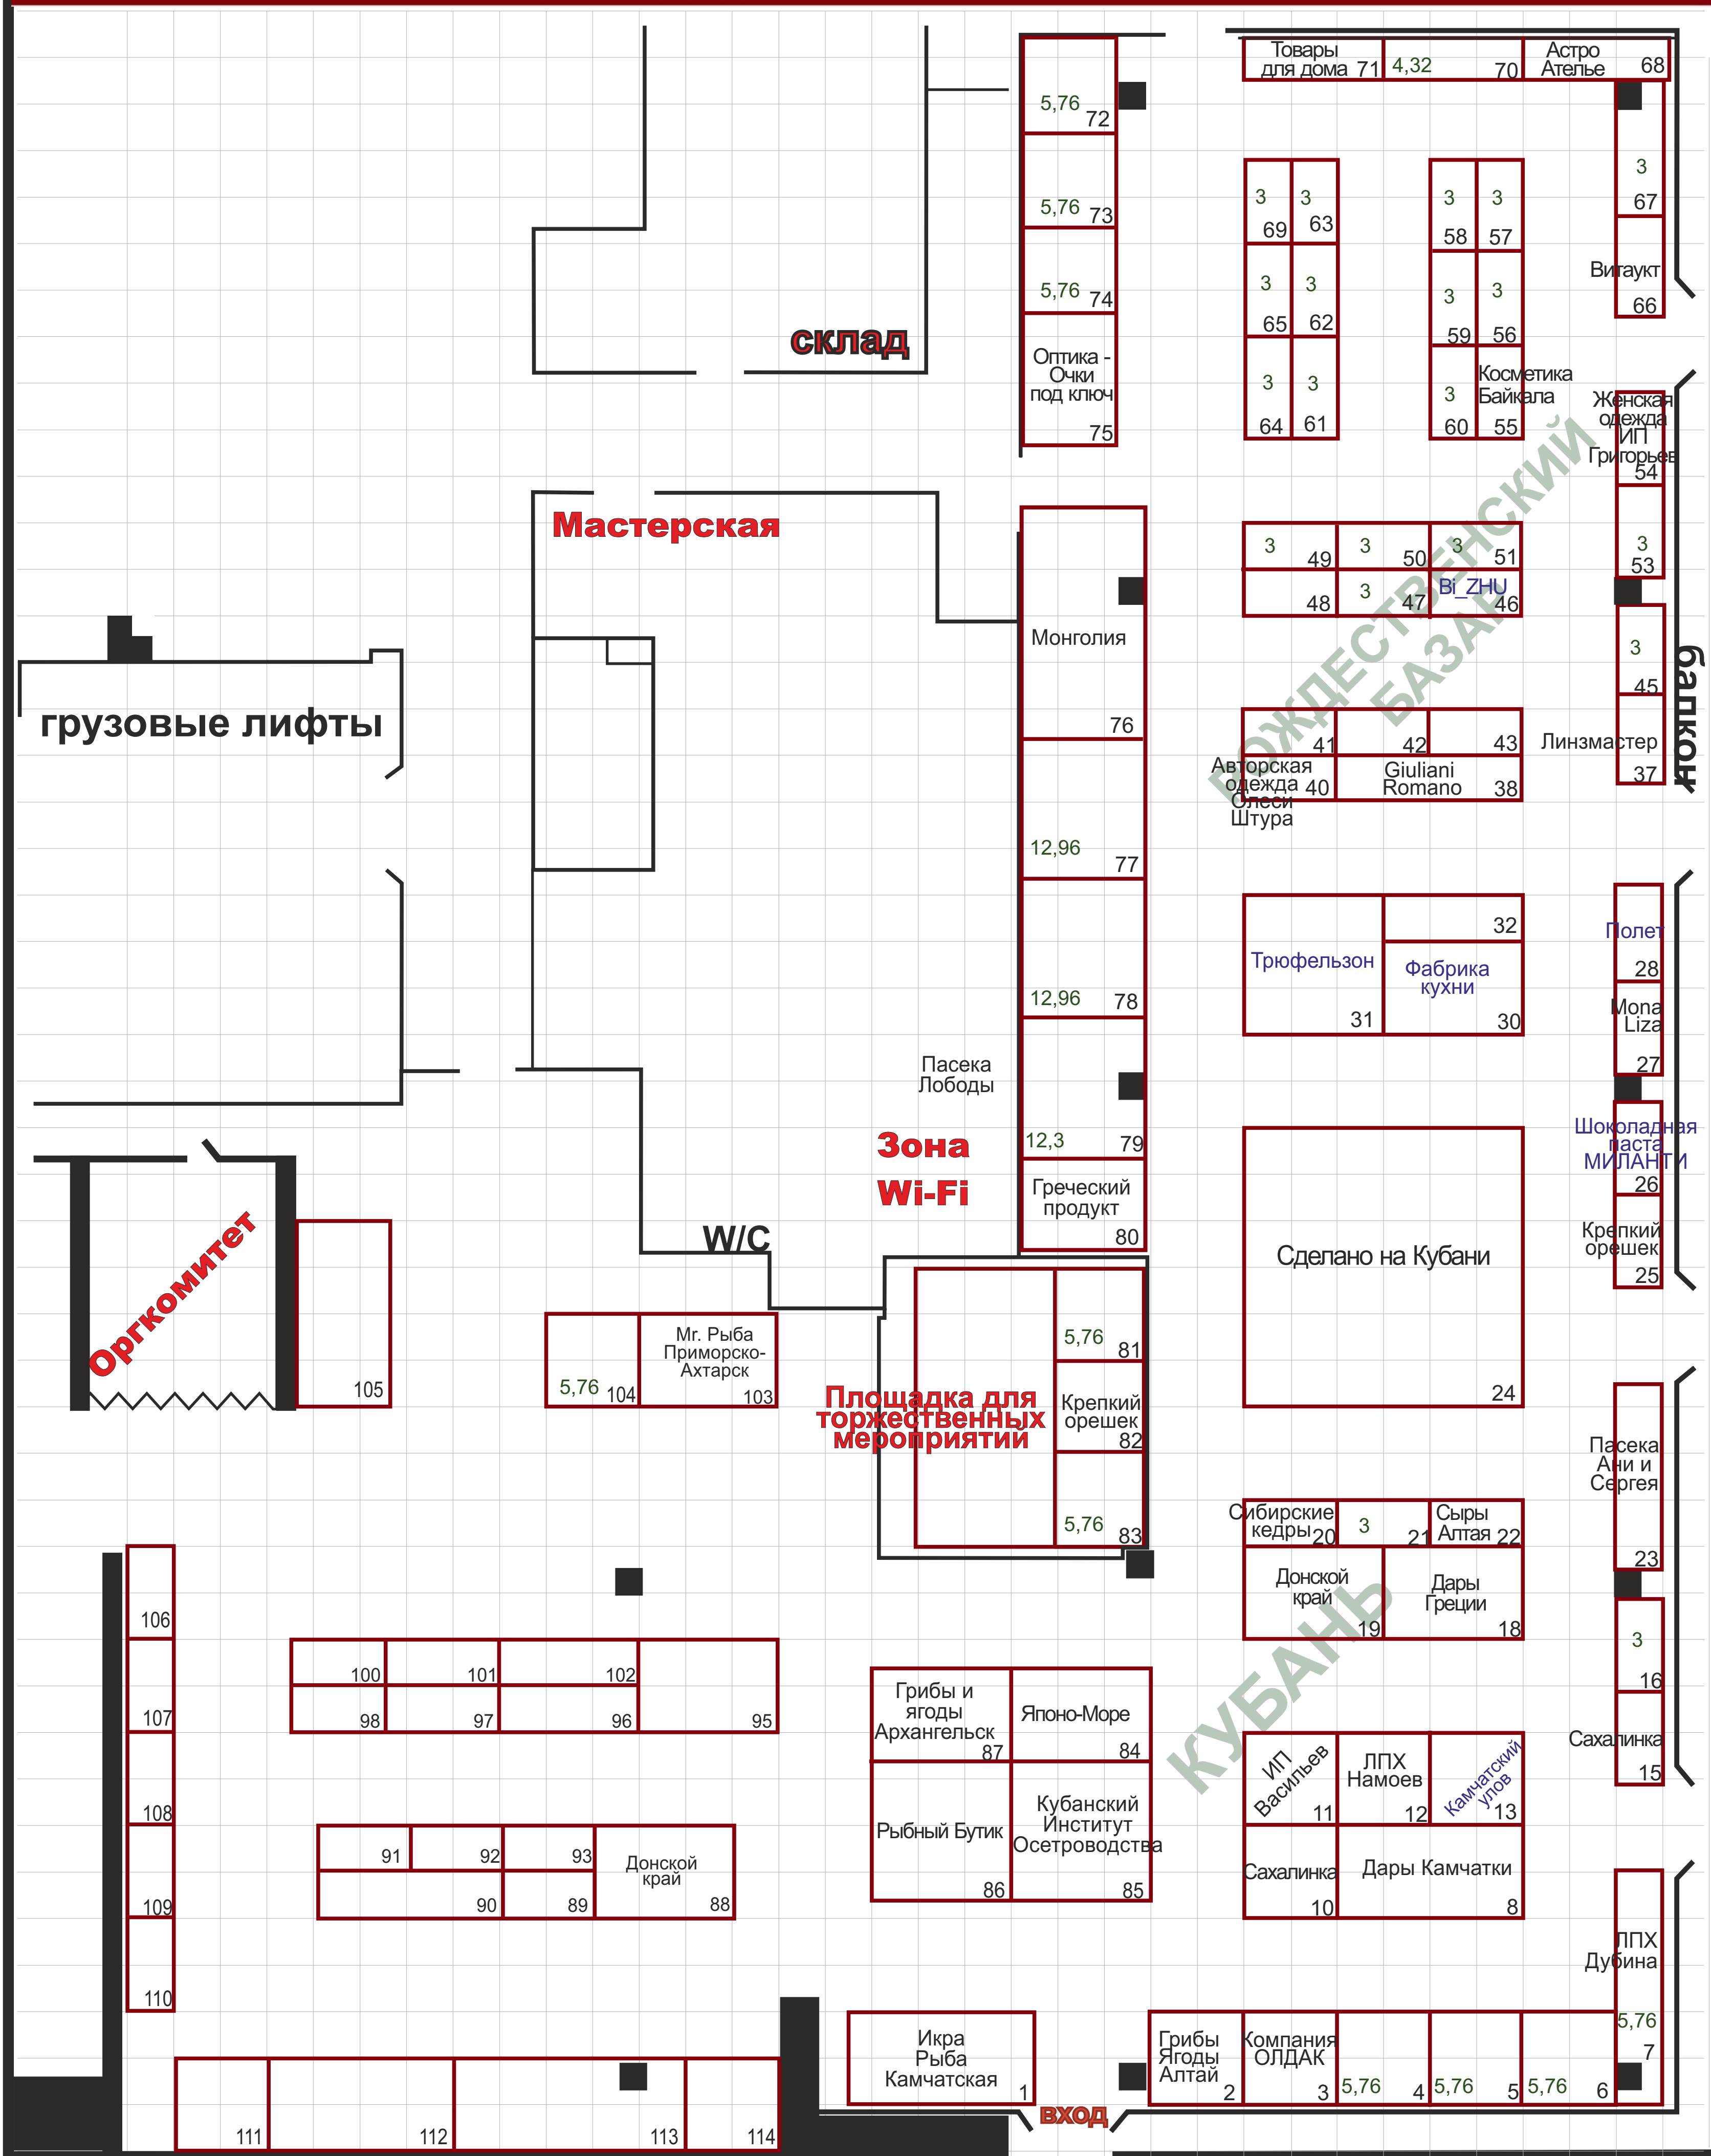 Товары
для дома 71
4,32 70
Астро
Ателье 68
5,76
72
5,76 73
5,76 74
Оптика -
Очки
под ключ
75
3
69
3
63
3
65
3
62
3
64
3
61
3
58
3
57
3
59
3
56
3
60
Косметика
Байкала
55
3
67
Витаукт
66
Женская
одежда
ИП
Григорьев
54
3
53
склад
Мастерская
РОЖДЕСТВЕНСКИЙ
БАЗАР
3 49
3 50
3 51
48
3 47
Bi_ZHU
46
3
45
Линзмастер
37
балкон
Монголия
76
грузовые лифты
41
42
43
Авторская
одежда
Олеси
Штура
40
Giuliani
Romano 38
12,96 77
12,96 78
Трюфельзон
31
32
Фабрика
кухни
30
Полет
28
Mona
Liza
27
Пасека
Лободы
12,3 79
Зона
Wi-Fi
Греческий
продукт
80
W/C
Шоколадная
паста
МИЛАНТИ
26
Крепкий
орешек
25
Сделано на Кубани
24
Оргкомитет
105
5,76 104
Mr. Рыба
Приморско-
Ахтарск
103
Площадка для
торжественных
мероприятий
5,76
81
Крепкий
орешек
82
5,76
83
Пасека
Ани и
Сергея
23
Сибирские
кедры 20
3 21
Сыры
Алтая 22
Донской
край
19
Дары
Греции
18
КУБАНЬ
3
16
Сахалинка
15
106
107
108
109
110
100
101
102
98
97
96
95
91
92
93
90
89
Донской
край
88
Грибы и
ягоды
Архангельск
87
Японо-Море
84
Рыбный Бутик
86
Кубанский
Институт
Осетроводства
85
ИП
Васильев
11
ЛПХ
Намоев
12
Камчатский
улов
13
Сахалинка
10
Дары Камчатки
8
ЛПХ
Дубина
5,76
7
111
112
113
114
Икра
Рыба
Камчатская
1
вход
Грибы
Ягоды
Алтай
2
Компания
ОЛДАК
3
5,76 4
5,76 5
5,76 6